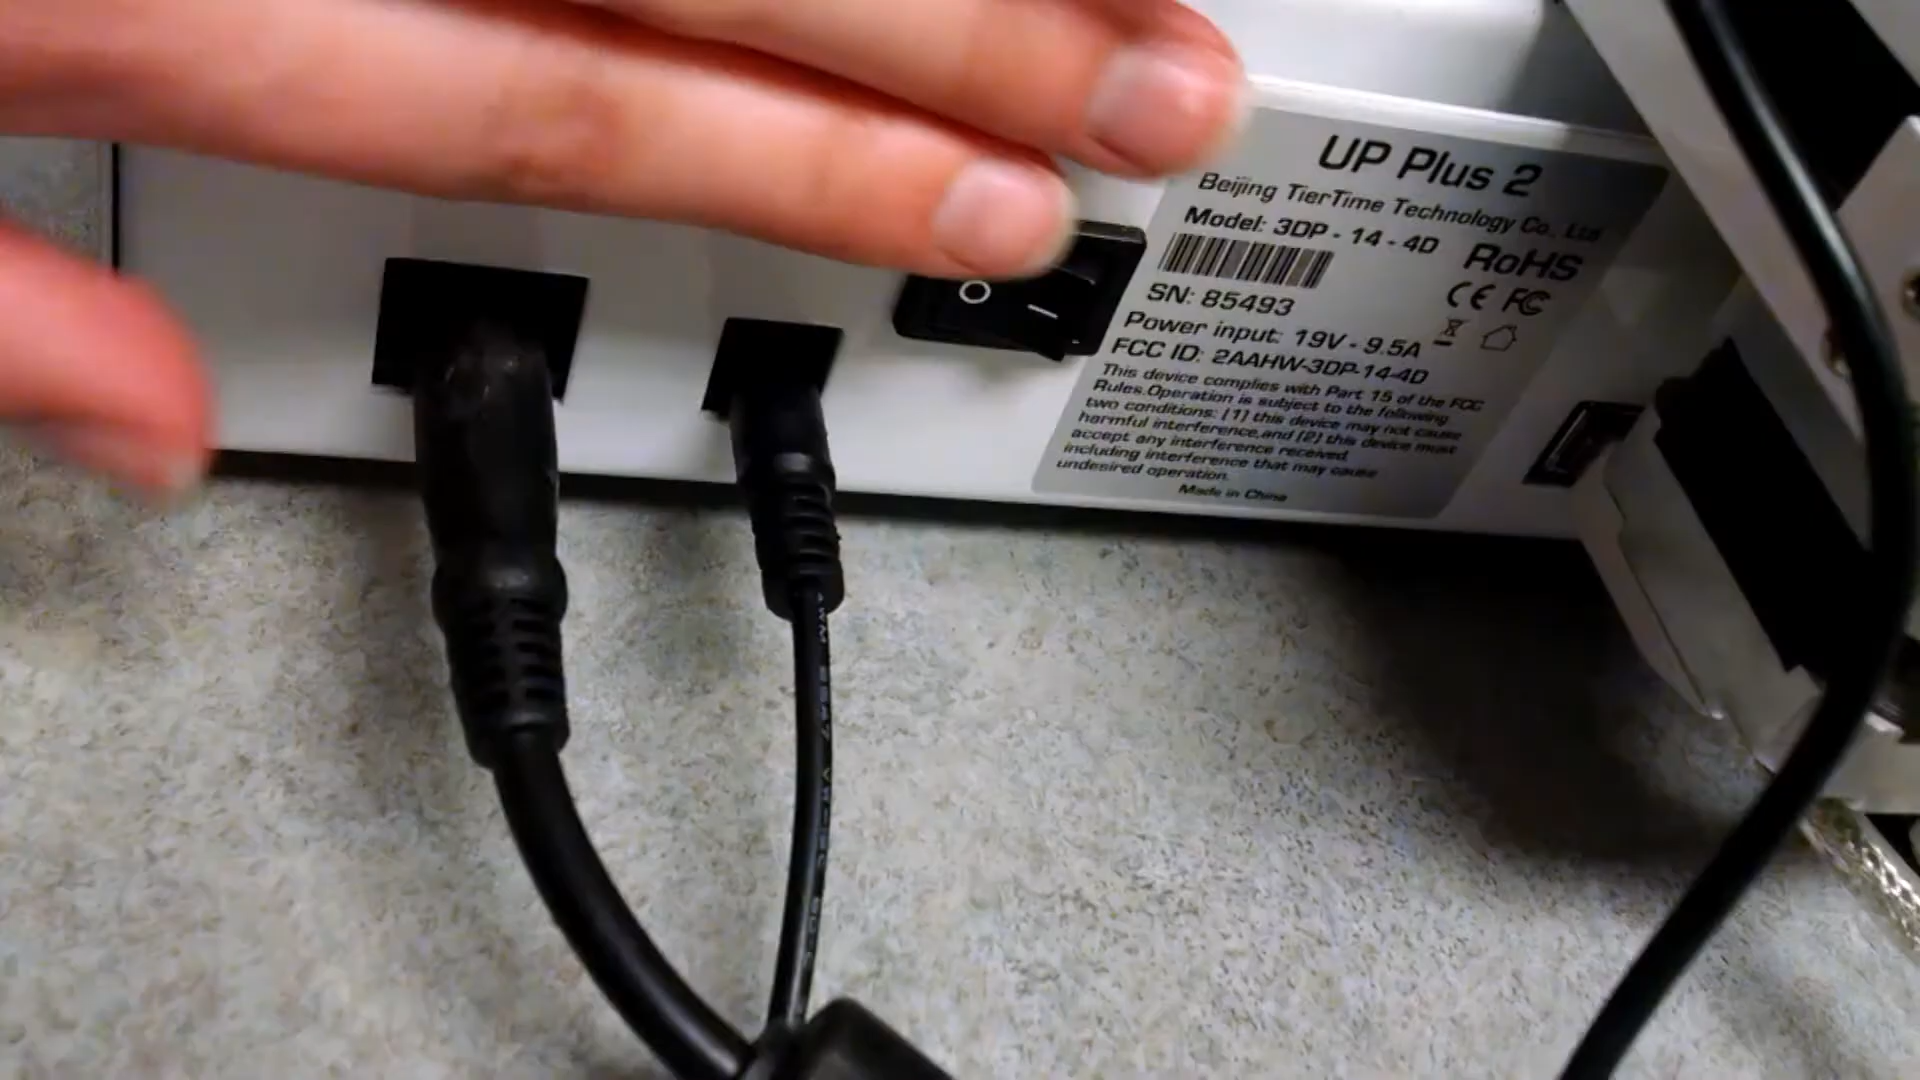 UP Plus 2
Beijing TierTime Technology Co., Ltd
Model: 3DP - 14 - 4D
RoHS
CE FC
SN: 85493
Power input: 19V - 9.5A
FCC ID: 2AAHW-3DP-14-4D
This device complies with Part 15 of the FCC
Rules.Operation is subject to the following
two conditions: (1) this device may not cause
harmful interference,and (2) this device must
accept any interference received,
including interference that may cause
undesired operation.
Made in China
AWM